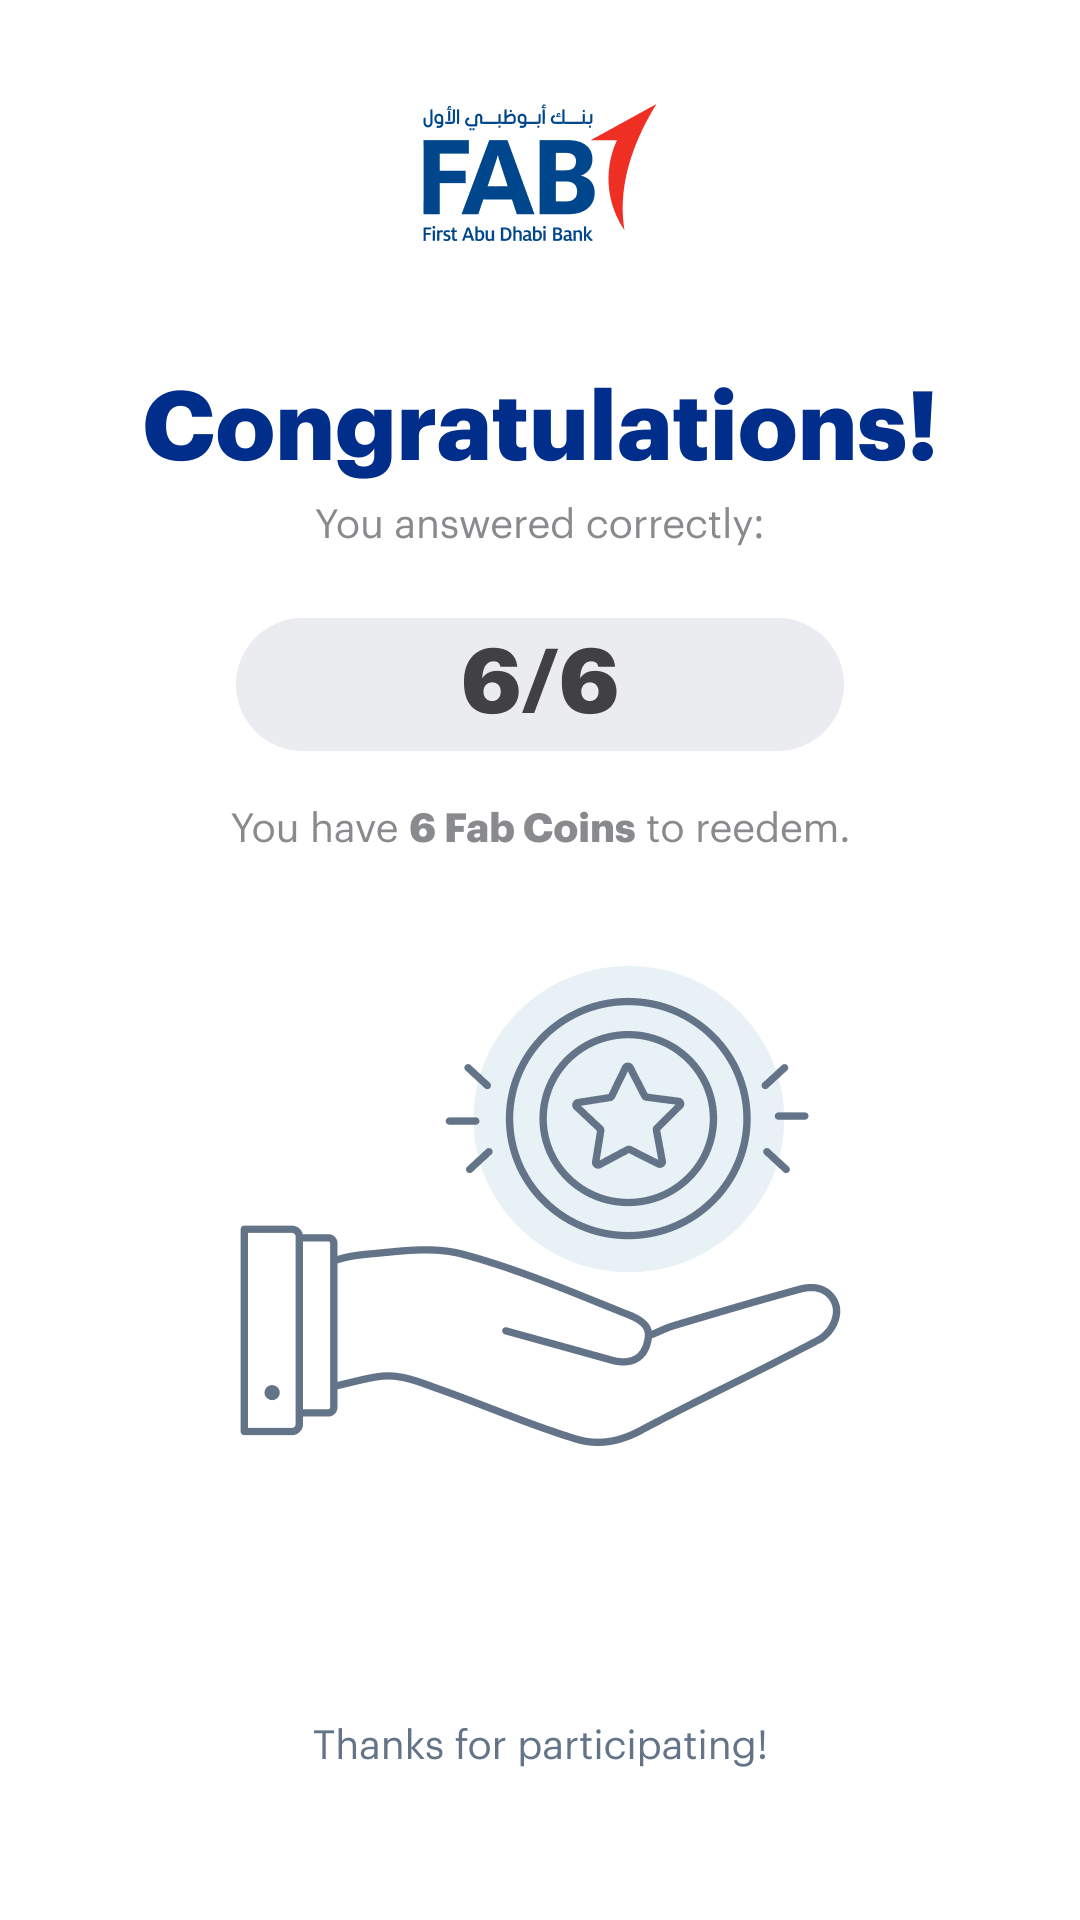 بنك أبوظبي الأول
FAB
First Abu Dhabi Bank
Congratulations!
You answered correctly:
6/6
You have 6 Fab Coins to reedem.
Thanks for participating!